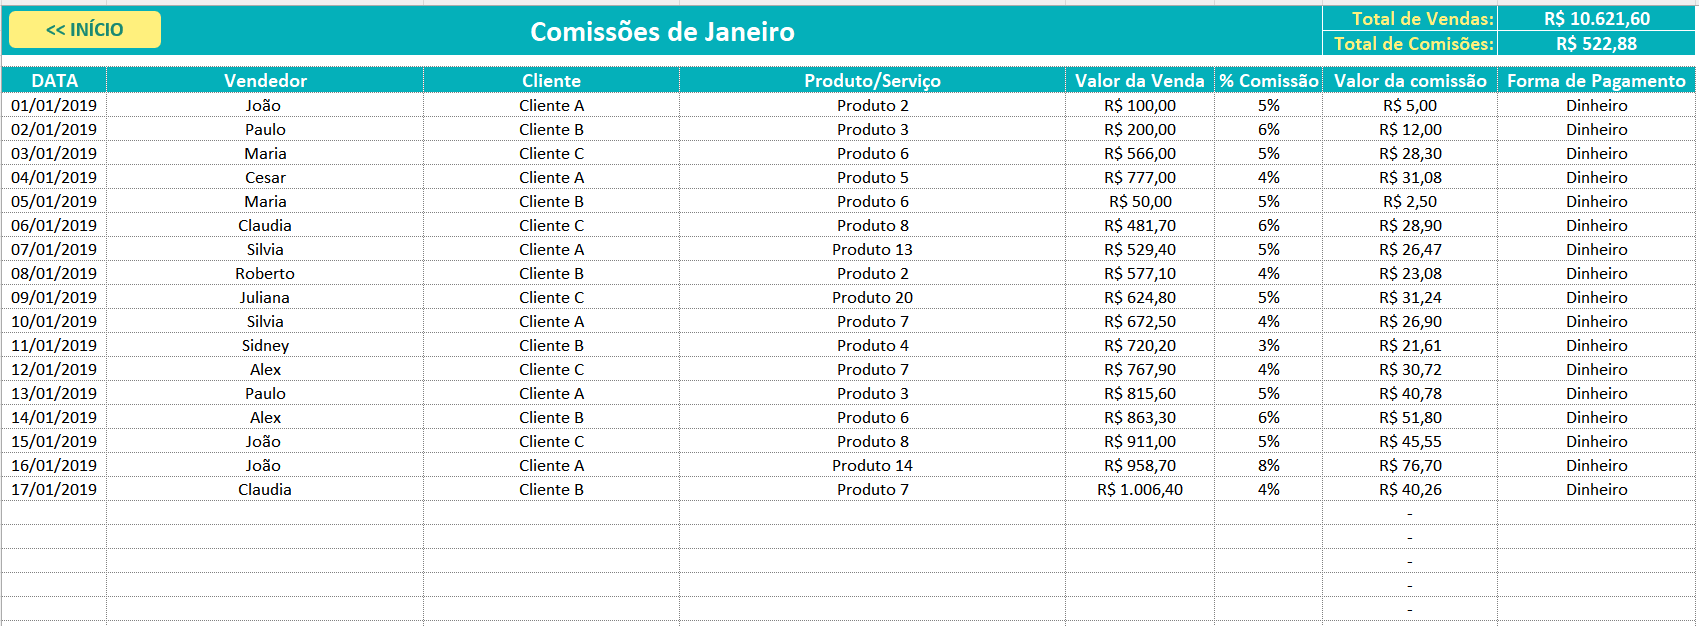 << INÍCIO
Comissões de Janeiro
Total de Vendas: R$ 10.621,60
Total de Comisões: R$ 522,88
DATA Vendedor Cliente Produto/Serviço Valor da Venda % Comissão Valor da comissão Forma de Pagamento
01/01/2019 João Cliente A Produto 2 R$ 100,00 5% R$ 5,00 Dinheiro
02/01/2019 Paulo Cliente B Produto 3 R$ 200,00 6% R$ 12,00 Dinheiro
03/01/2019 Maria Cliente C Produto 6 R$ 566,00 5% R$ 28,30 Dinheiro
04/01/2019 Cesar Cliente A Produto 5 R$ 777,00 4% R$ 31,08 Dinheiro
05/01/2019 Maria Cliente B Produto 6 R$ 50,00 5% R$ 2,50 Dinheiro
06/01/2019 Claudia Cliente C Produto 8 R$ 481,70 6% R$ 28,90 Dinheiro
07/01/2019 Silvia Cliente A Produto 13 R$ 529,40 5% R$ 26,47 Dinheiro
08/01/2019 Roberto Cliente B Produto 2 R$ 577,10 4% R$ 23,08 Dinheiro
09/01/2019 Juliana Cliente C Produto 20 R$ 624,80 5% R$ 31,24 Dinheiro
10/01/2019 Silvia Cliente A Produto 7 R$ 672,50 4% R$ 26,90 Dinheiro
11/01/2019 Sidney Cliente B Produto 4 R$ 720,20 3% R$ 21,61 Dinheiro
12/01/2019 Alex Cliente C Produto 7 R$ 767,90 4% R$ 30,72 Dinheiro
13/01/2019 Paulo Cliente A Produto 3 R$ 815,60 5% R$ 40,78 Dinheiro
14/01/2019 Alex Cliente B Produto 6 R$ 863,30 6% R$ 51,80 Dinheiro
15/01/2019 João Cliente C Produto 8 R$ 911,00 5% R$ 45,55 Dinheiro
16/01/2019 João Cliente A Produto 14 R$ 958,70 8% R$ 76,70 Dinheiro
17/01/2019 Claudia Cliente B Produto 7 R$ 1.006,40 4% R$ 40,26 Dinheiro
-
-
-
-
-